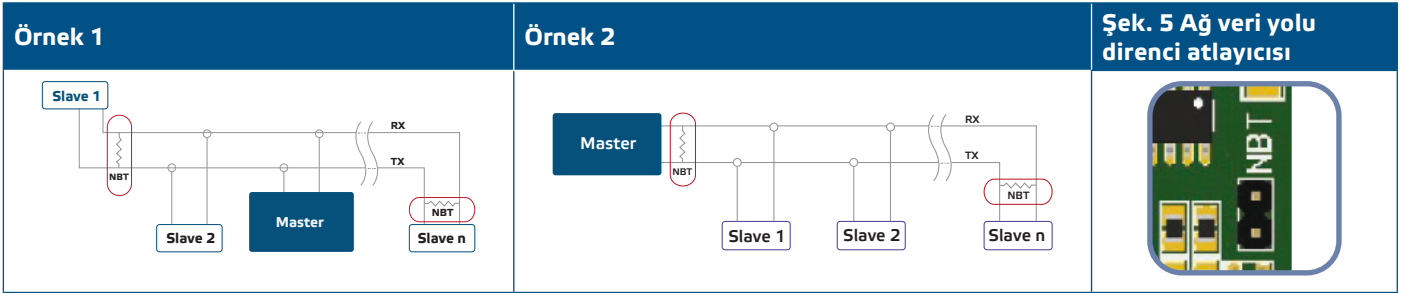 Örnek 1
Örnek 2
Şek. 5 Ağ veri yolu
direnci atlayıcısı
Slave 1
RX
TX
NBT
NBT
Slave 2
Master
Slave n
Master
RX
TX
NBT
NBT
Slave 1
Slave 2
Slave n
NBT